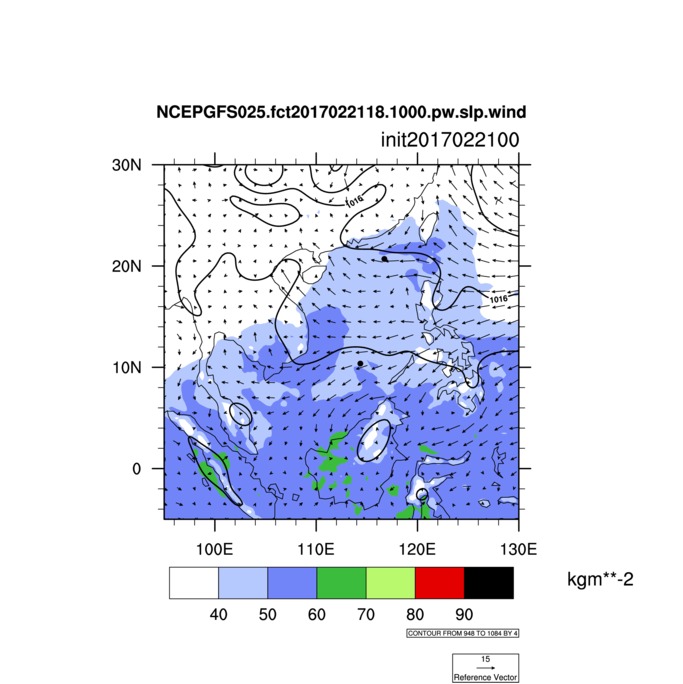 NCEPGFS025.fct2017022118.1000.pw.slp.wind
init2017022100
30N
1016
20N
1016
10N
0
100E 110E 120E 130E
kgm**-2
40 50 60 70 80 90
CONTOUR FROM 948 TO 1084 BY 4
15
Reference Vector